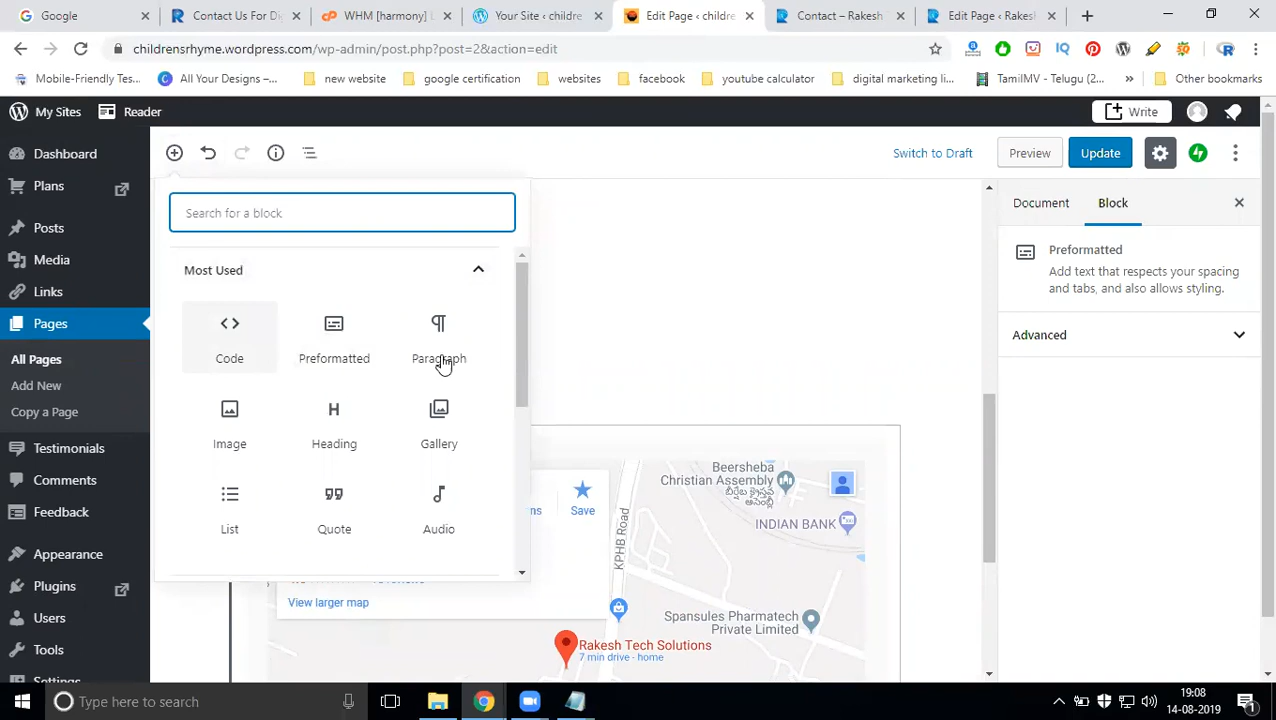 Google
Contact Us For Di
WHM [harmony] L
Your Site ‹ childre
Edit Page ‹ childre
Contact – Rakesh
Edit Page ‹ Rakesh
childrensrhyme.wordpress.com/wp-admin/post.php?post=2&action=edit
Mobile-Friendly Tes...
All Your Designs –...
new website
google certification
websites
facebook
youtube calculator
digital marketing li...
TamilMV - Telugu (2...
Other bookmarks
My Sites
Reader
Write
Dashboard
Plans
Posts
Media
Links
Pages
All Pages
Add New
Copy a Page
Testimonials
Comments
Feedback
Appearance
Plugins
Users
Tools
Settings
Switch to Draft
Preview
Update
Search for a block
Most Used
Code
Preformatted
Paragraph
Image
Heading
Gallery
List
Quote
Audio
Document
Block
Preformatted
Add text that respects your spacing
and tabs, and also allows styling.
Advanced
Save
View larger map
Beersheba
Christian Assembly
INDIAN BANK
KPHB Road
Spansules Pharmatech
Private Limited
Rakesh Tech Solutions
7 min drive - home
Type here to search
19:08
14-08-2019